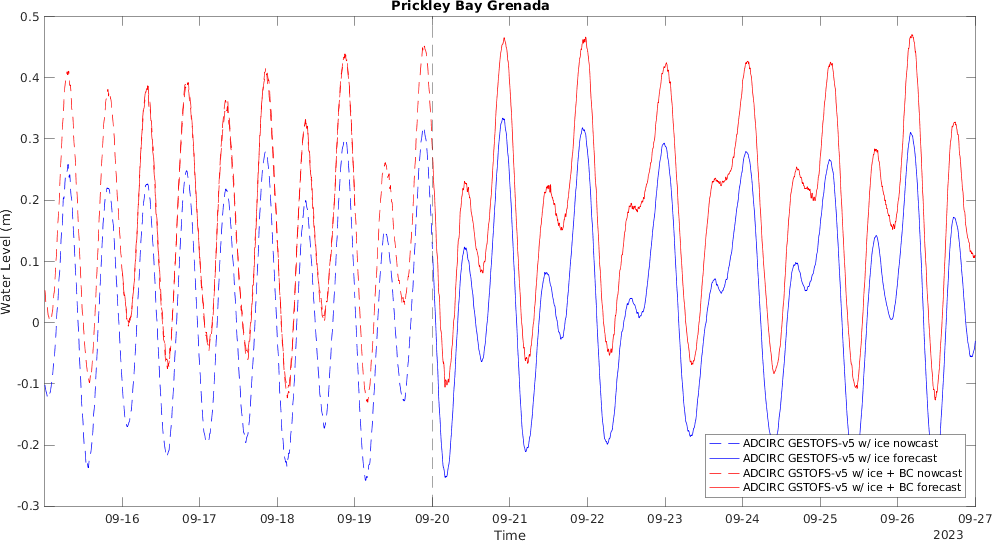 Prickley Bay Grenada
0.5
0.4
0.3
0.2
0.1
0
-0.1
-0.2
-0.3
Water Level (m)
ADCIRC GESTOFS-v5 w/ ice nowcast
ADCIRC GESTOFS-v5 w/ ice forecast
ADCIRC GSTOFS-v5 w/ ice + BC nowcast
ADCIRC GSTOFS-v5 w/ ice + BC forecast
09-16 09-17 09-18 09-19 09-20 09-21 09-22 09-23 09-24 09-25 09-26 09-27
Time
2023